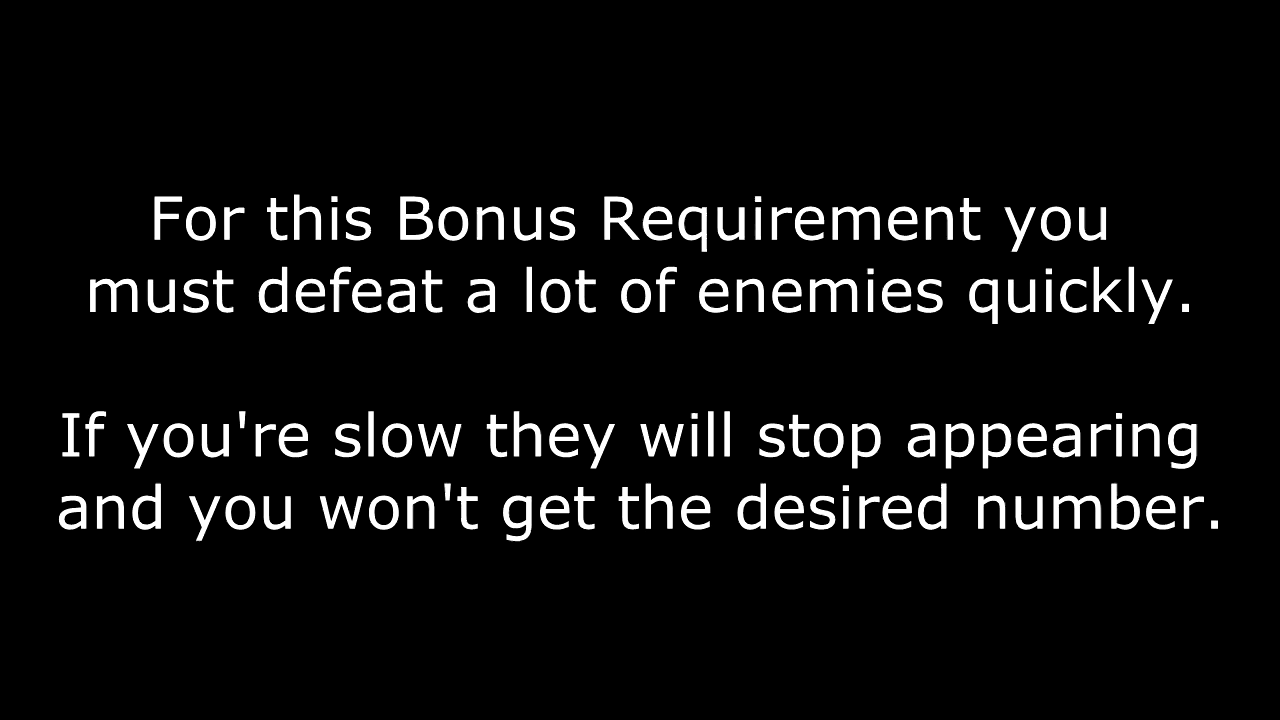 For this Bonus Requirement you
must defeat a lot of enemies quickly.
If you're slow they will stop appearing
and you won't get the desired number.